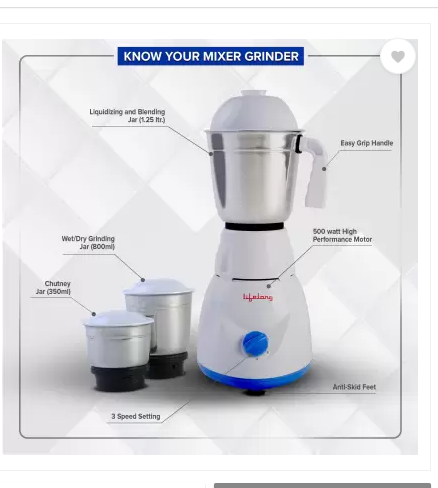 KNOW YOUR MIXER GRINDER
Liquidizing and Blending
Jar (1.25 ltr.)
Easy Grip Handle
500 watt High
Performance Motor
Wet/Dry Grinding
Jar (800ml)
Chutney
Jar (350ml)
lifelong
Anti-Skid Feet
3 Speed Setting